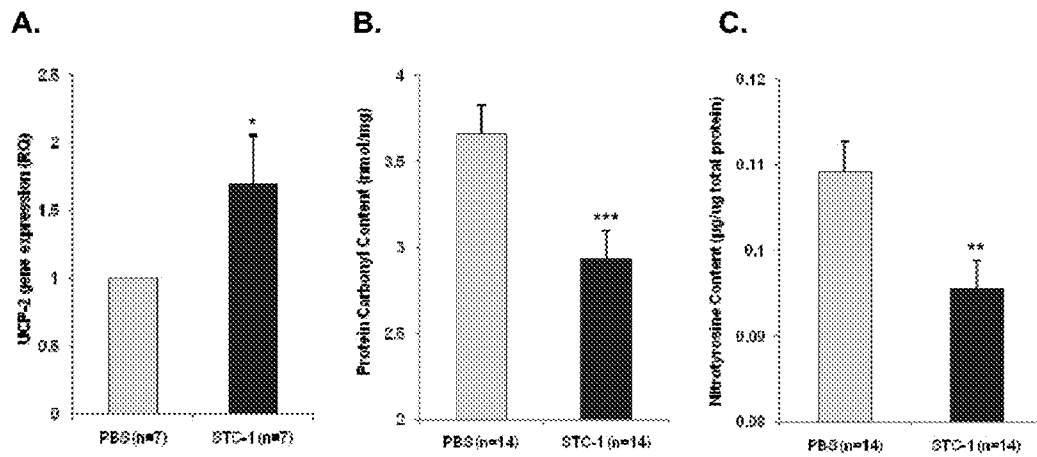 A.
B.
C.
UCP-2 gene expression (RQ)
2.5
2
1.5
1
0.5
0
*
PBS (n=7)
STC-1 (n=7)
Protein Carbonyl Content (nmol/mg)
4
3.5
3
2.5
2
***
PBS (n=14)
STC-1 (n=14)
Nitrotyrosine Content (pg/ug total protein)
0.12
0.11
0.1
0.09
0.08
**
PBS (n=14)
STC-1 (n=14)